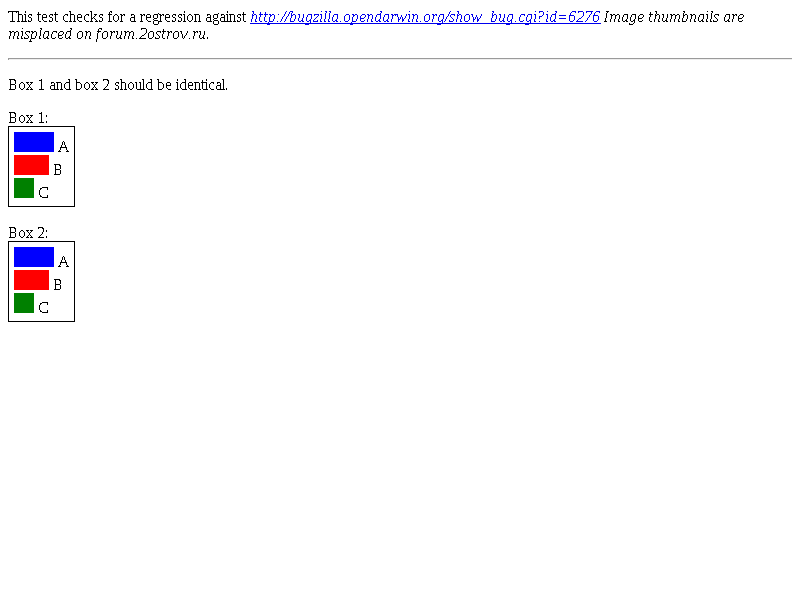 This test checks for a regression against http://bugzilla.opendarwin.org/show_bug.cgi?id=6276 Image thumbnails are
misplaced on forum.2ostrov.ru.
Box 1 and box 2 should be identical.
Box 1:
A
B
C
Box 2:
A
B
C